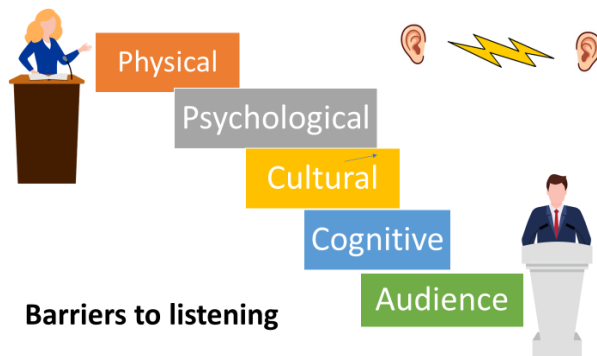 Physical
Psychological
Cultural
Cognitive
Audience
Barriers to listening